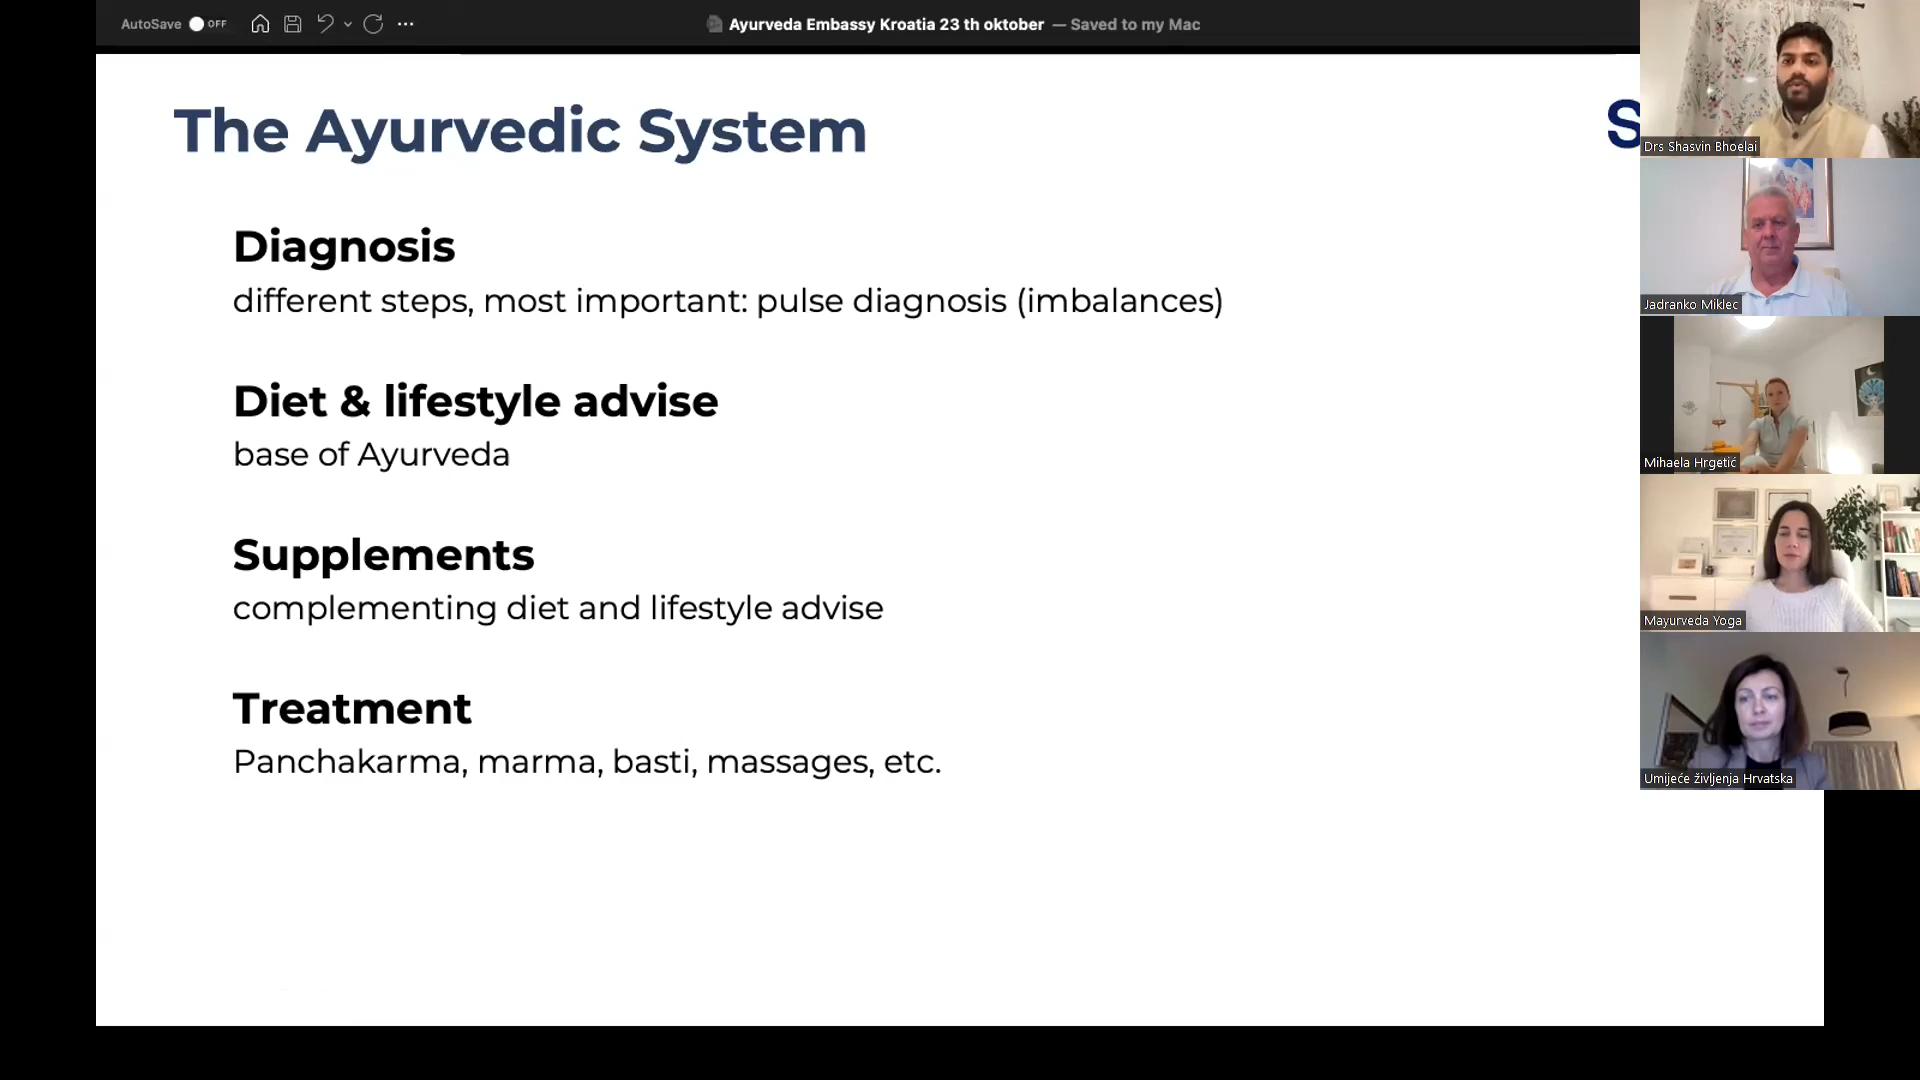 AutoSave OFF
Ayurveda Embassy Kroatia 23 th oktober — Saved to my Mac
The Ayurvedic System
S
Diagnosis
different steps, most important: pulse diagnosis (imbalances)
Diet & lifestyle advise
base of Ayurveda
Supplements
complementing diet and lifestyle advise
Treatment
Panchakarma, marma, basti, massages, etc.
Drs Shasvin Bhoelai
Jadranko Miklec
Mihaela Hrgetić
Mayurveda Yoga
Umijeće življenja Hrvatska